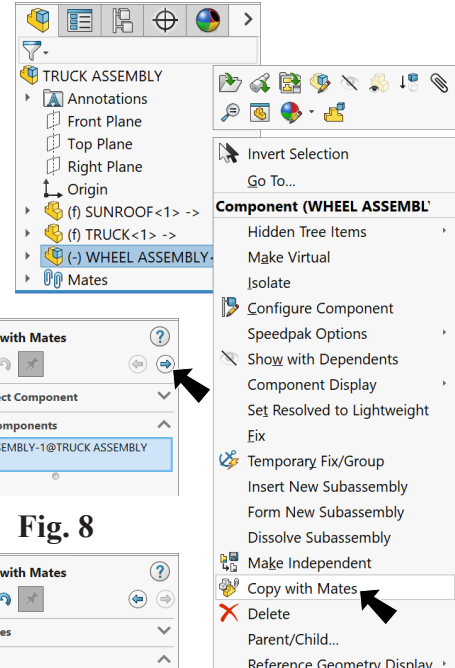 TRUCK ASSEMBLY
Annotations
Front Plane
Top Plane
Right Plane
Origin
(f) SUNROOF<1> ->
(f) TRUCK<1> ->
(-) WHEEL ASSEMBLY<
Mates
Invert Selection
Go To...
Component (WHEEL ASSEMBL
Hidden Tree Items
Make Virtual
Isolate
Configure Component
Speedpak Options
Show with Dependents
Component Display
Set Resolved to Lightweight
Fix
Temporary Fix/Group
Insert New Subassembly
Form New Subassembly
Dissolve Subassembly
Make Independent
Copy with Mates
Delete
Parent/Child...
Reference Geometry Display
with Mates
ect Component
omponents
SEMBLY-1@TRUCK ASSEMBLY
Fig. 8
with Mates
es